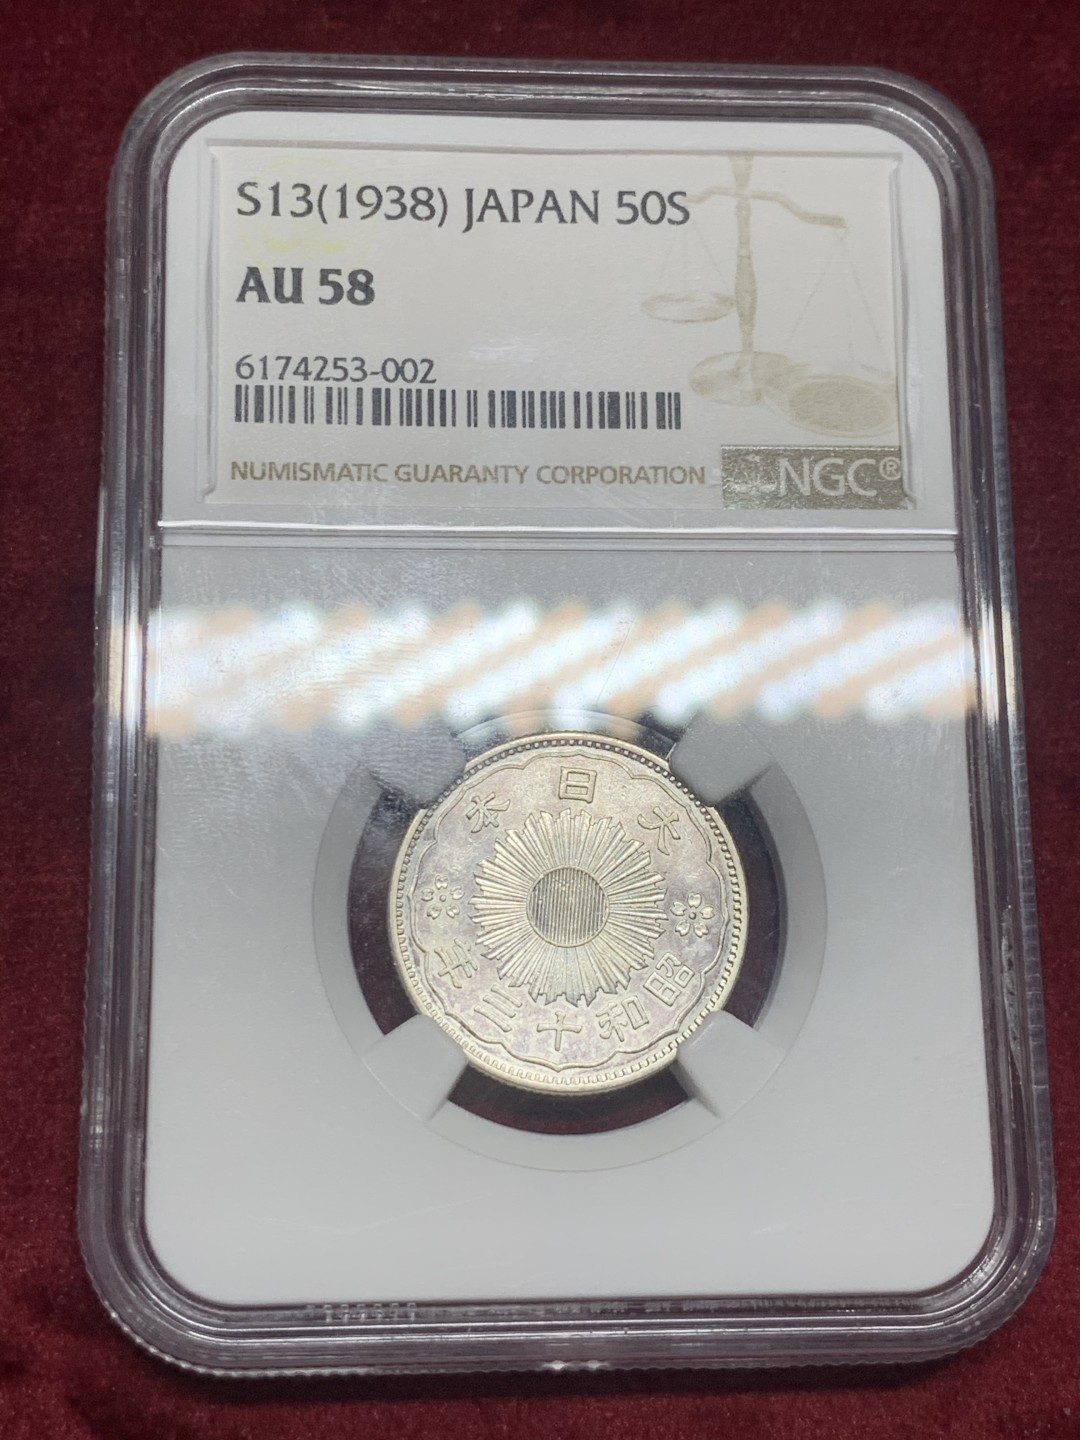 S13(1938) JAPAN 50S
AU 58
6174253-002
NUMISMATIC GUARANTY CORPORATION
NGC®
大日本
昭和十三年